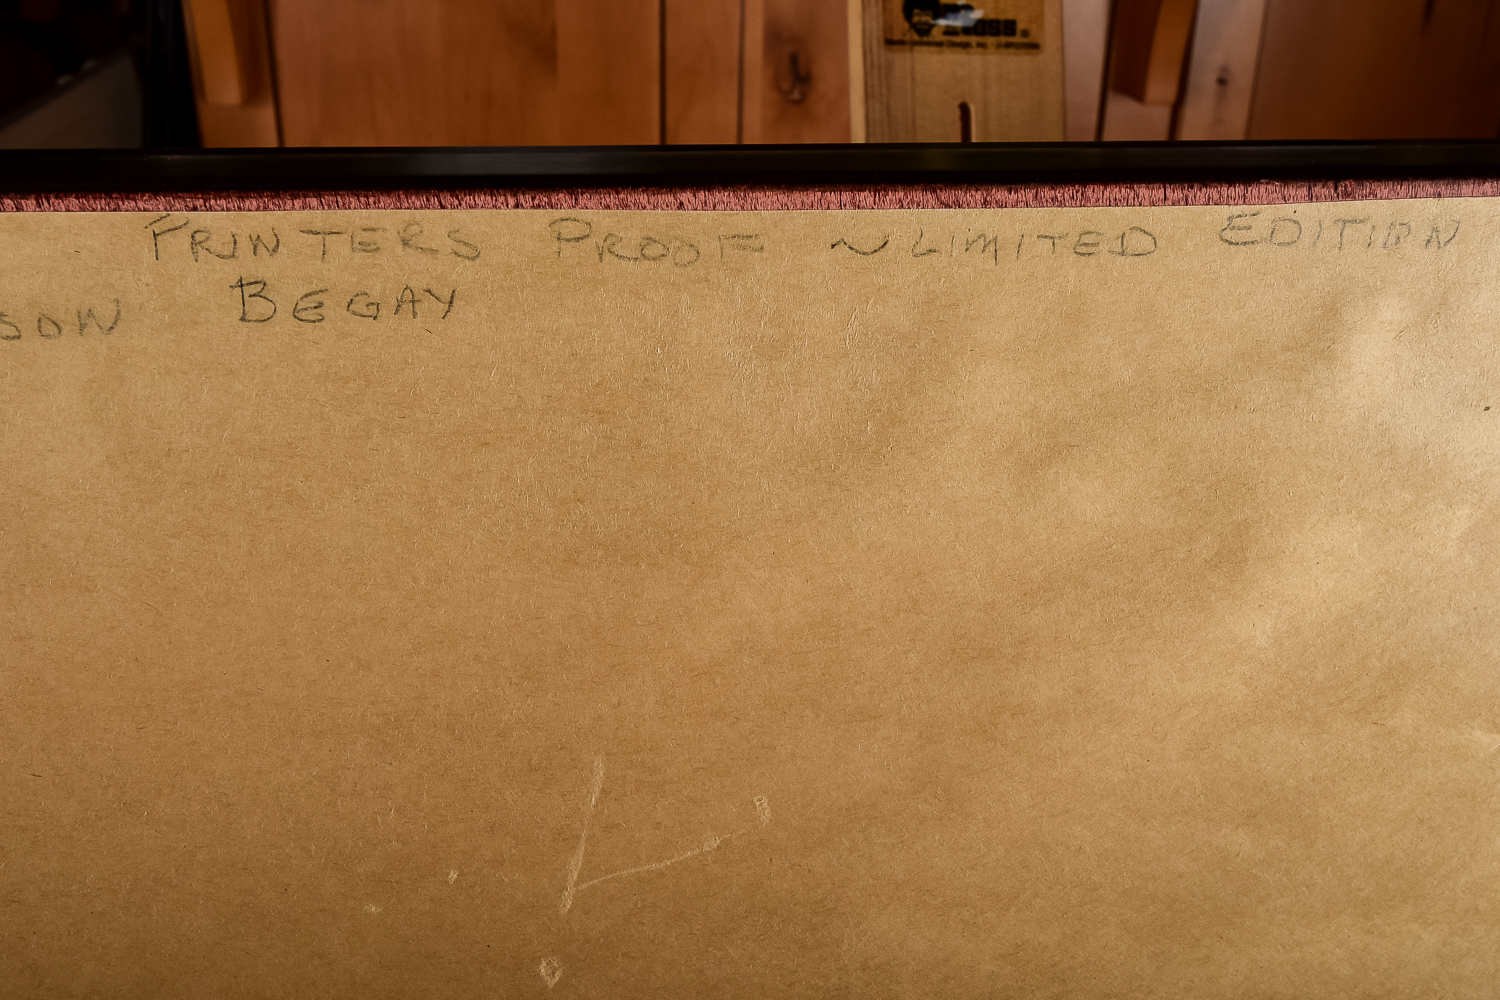 PRINTERS PROOF ~ LIMITED EDITION
SON BEGAY